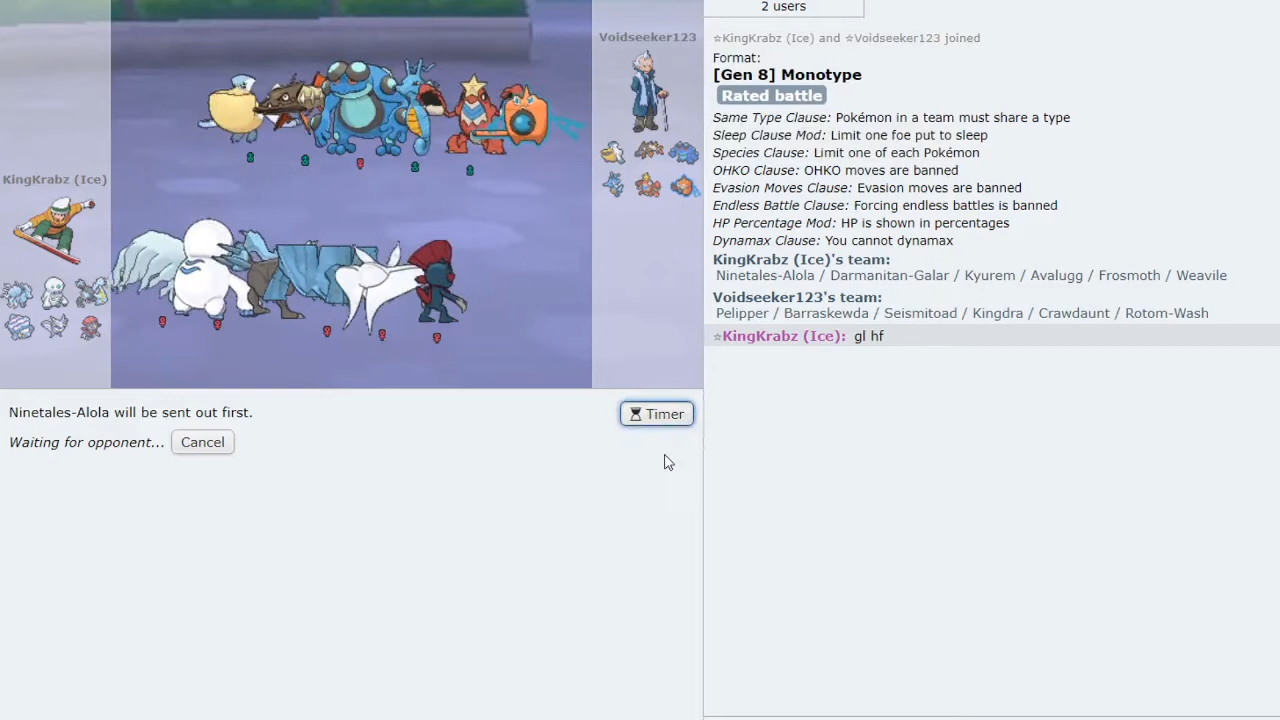 2 users
Voidseeker123
KingKrabz (Ice)
☆KingKrabz (Ice) and ☆Voidseeker123 joined
Format:
[Gen 8] Monotype
Rated battle
Same Type Clause: Pokémon in a team must share a type
Sleep Clause Mod: Limit one foe put to sleep
Species Clause: Limit one of each Pokémon
OHKO Clause: OHKO moves are banned
Evasion Moves Clause: Evasion moves are banned
Endless Battle Clause: Forcing endless battles is banned
HP Percentage Mod: HP is shown in percentages
Dynamax Clause: You cannot dynamax
KingKrabz (Ice)'s team:
Ninetales-Alola / Darmanitan-Galar / Kyurem / Avalugg / Frosmoth / Weavile
Voidseeker123's team:
Pelipper / Barraskewda / Seismitoad / Kingdra / Crawdaunt / Rotom-Wash
☆KingKrabz (Ice): gl hf
Ninetales-Alola will be sent out first.
Timer
Waiting for opponent... Cancel